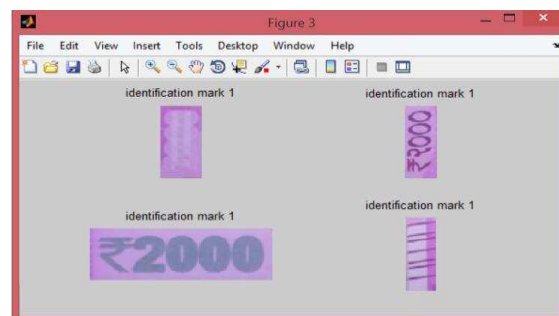 Figure 3
File Edit View Insert Tools Desktop Window Help
identification mark 1
identification mark 1
₹२०००
identification mark 1
₹2000
identification mark 1